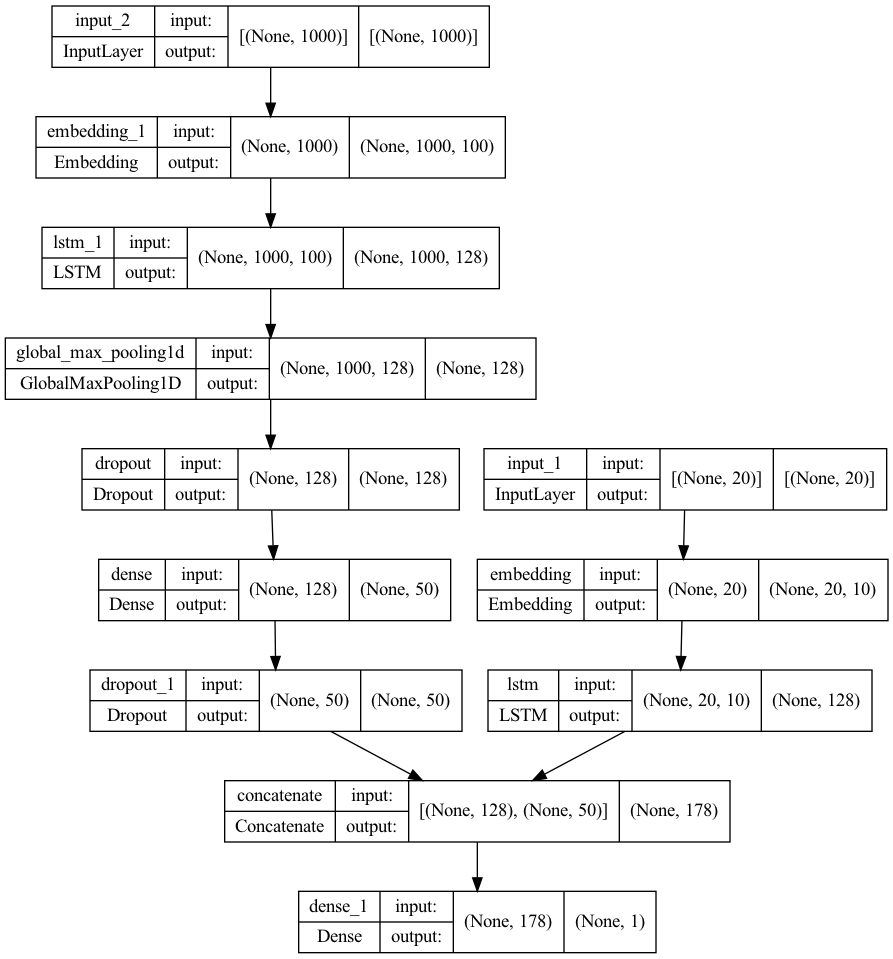 input_2 input: [(None, 1000)] [(None, 1000)]
InputLayer output:
embedding_1 input: (None, 1000) (None, 1000, 100)
Embedding output:
lstm_1 input: (None, 1000, 100) (None, 1000, 128)
LSTM output:
global_max_pooling1d input: (None, 1000, 128) (None, 128)
GlobalMaxPooling1D output:
dropout input: (None, 128) (None, 128)
Dropout output:
input_1 input: [(None, 20)] [(None, 20)]
InputLayer output:
dense input: (None, 128) (None, 50)
Dense output:
embedding input: (None, 20) (None, 20, 10)
Embedding output:
dropout_1 input: (None, 50) (None, 50)
Dropout output:
lstm input: (None, 20, 10) (None, 128)
LSTM output:
concatenate input: [(None, 128), (None, 50)] (None, 178)
Concatenate output:
dense_1 input: (None, 178) (None, 1)
Dense output: